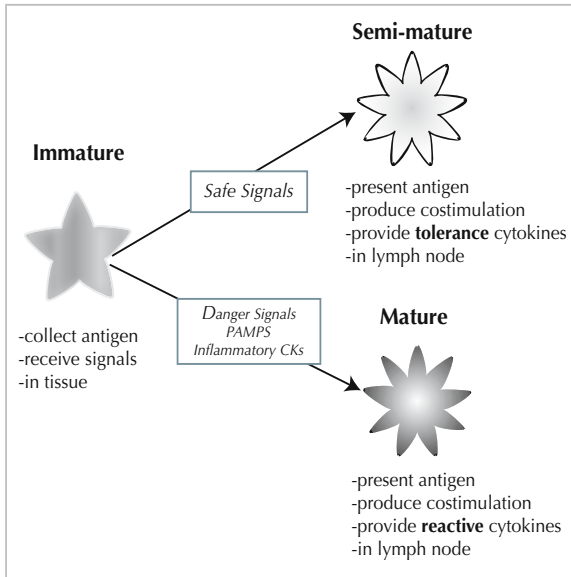 Immature
-collect antigen
-receive signals
-in tissue
Safe Signals
Danger Signals
PAMPS
Inflammatory CKs
Semi-mature
-present antigen
-produce costimulation
-provide tolerance cytokines
-in lymph node
Mature
-present antigen
-produce costimulation
-provide reactive cytokines
-in lymph node